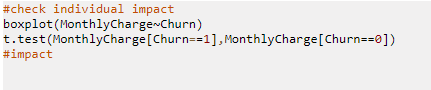 #check individual impact
boxplot(MonthlyCharge~Churn)
t.test(MonthlyCharge[Churn==1],MonthlyCharge[Churn==0])
#impact